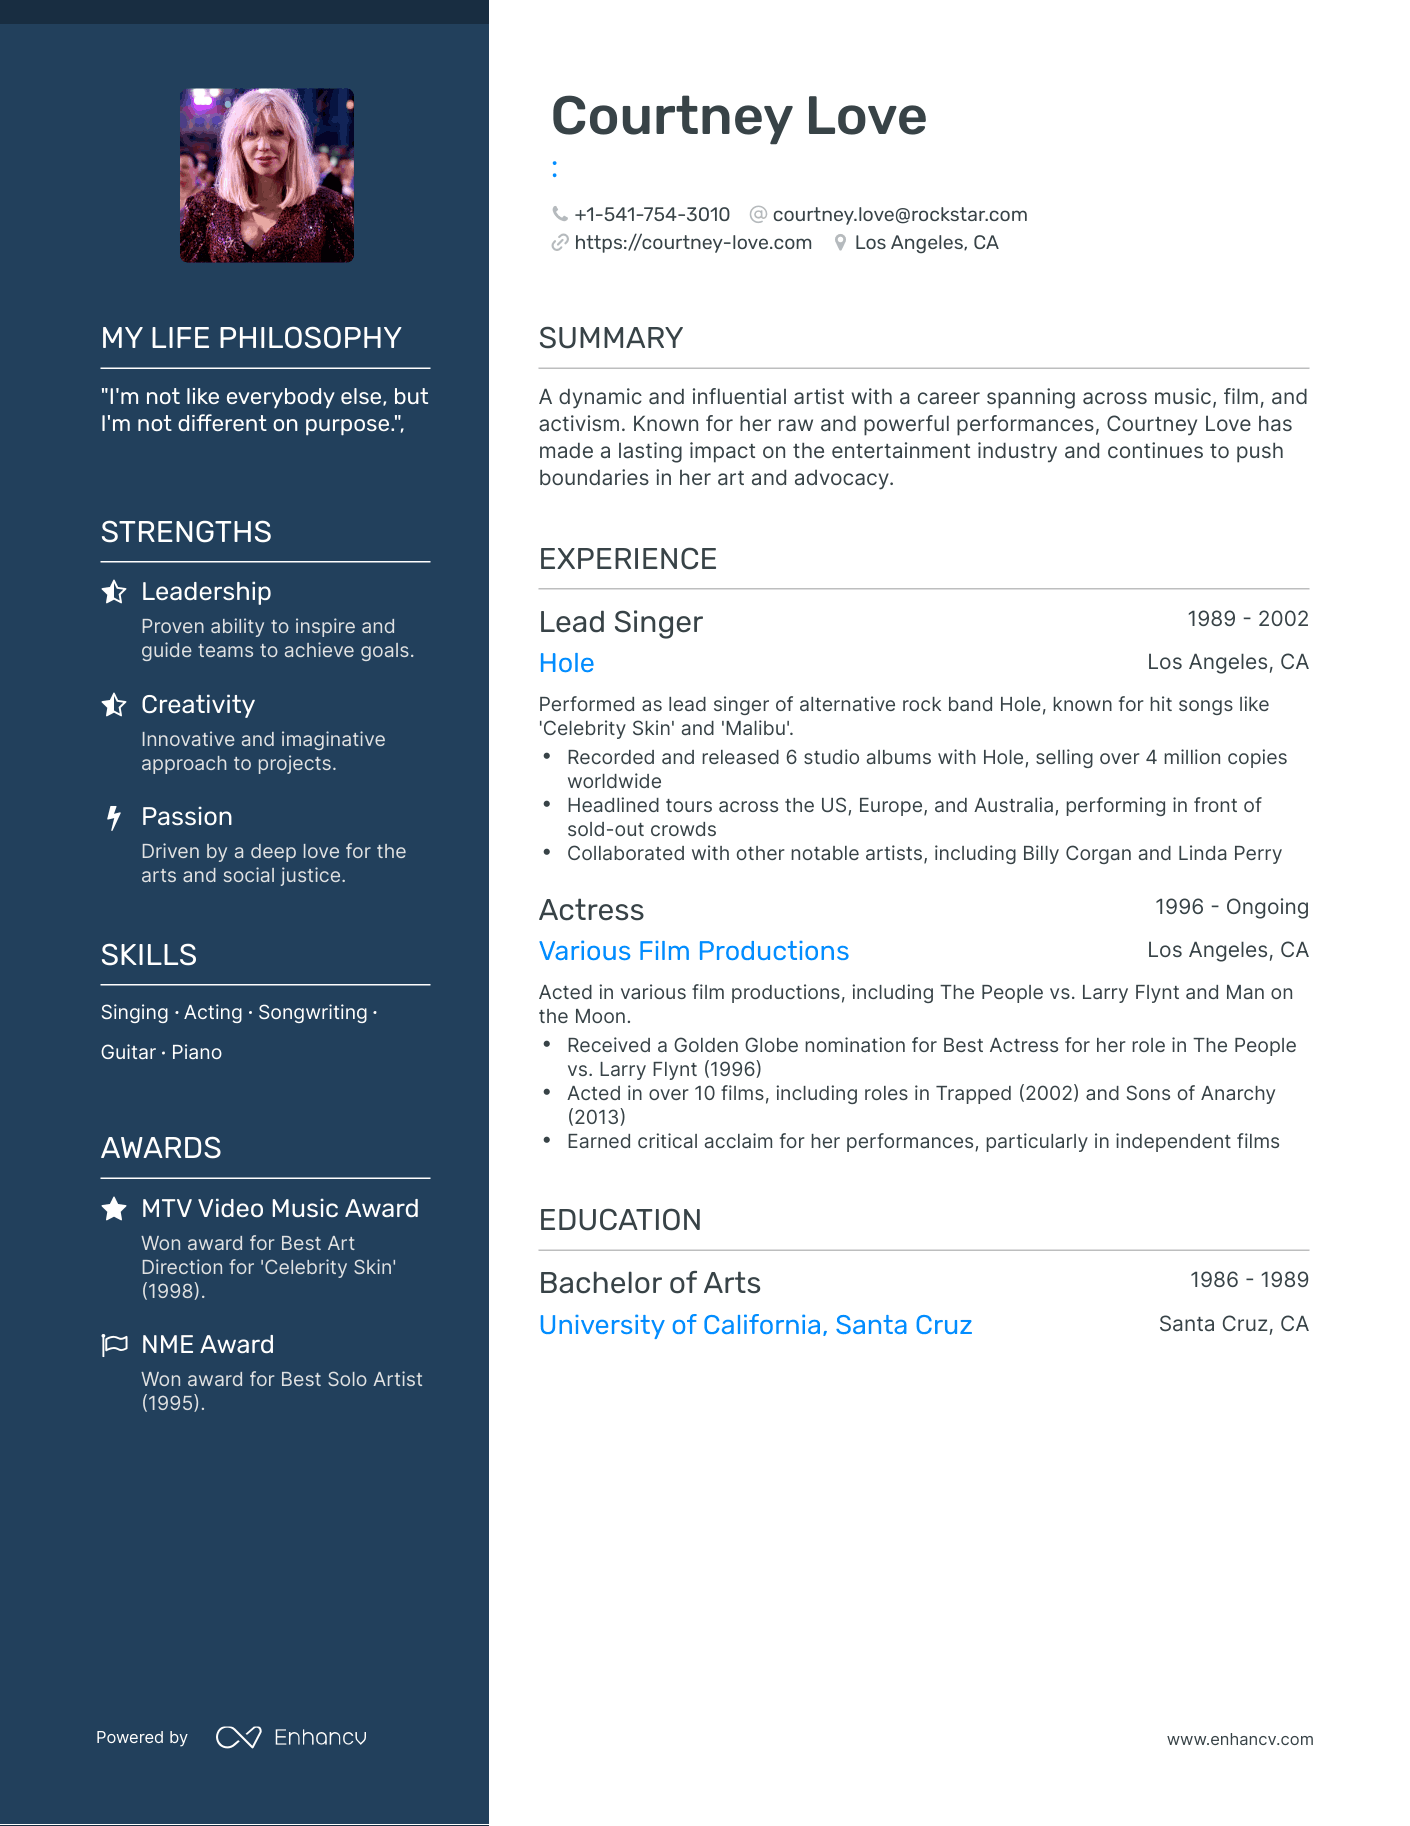 Courtney Love
:
+1-541-754-3010 courtney.love@rockstar.com
https://courtney-love.com Los Angeles, CA
MY LIFE PHILOSOPHY
"I'm not like everybody else, but
I'm not different on purpose.",
STRENGTHS
Leadership
Proven ability to inspire and
guide teams to achieve goals.
Creativity
Innovative and imaginative
approach to projects.
Passion
Driven by a deep love for the
arts and social justice.
SKILLS
Singing · Acting · Songwriting ·
Guitar · Piano
AWARDS
MTV Video Music Award
Won award for Best Art
Direction for 'Celebrity Skin'
(1998).
NME Award
Won award for Best Solo Artist
(1995).
SUMMARY
A dynamic and influential artist with a career spanning across music, film, and
activism. Known for her raw and powerful performances, Courtney Love has
made a lasting impact on the entertainment industry and continues to push
boundaries in her art and advocacy.
EXPERIENCE
Lead Singer 1989 - 2002
Hole Los Angeles, CA
Performed as lead singer of alternative rock band Hole, known for hit songs like
'Celebrity Skin' and 'Malibu'.
• Recorded and released 6 studio albums with Hole, selling over 4 million copies
worldwide
• Headlined tours across the US, Europe, and Australia, performing in front of
sold-out crowds
• Collaborated with other notable artists, including Billy Corgan and Linda Perry
Actress 1996 - Ongoing
Various Film Productions Los Angeles, CA
Acted in various film productions, including The People vs. Larry Flynt and Man on
the Moon.
• Received a Golden Globe nomination for Best Actress for her role in The People
vs. Larry Flynt (1996)
• Acted in over 10 films, including roles in Trapped (2002) and Sons of Anarchy
(2013)
• Earned critical acclaim for her performances, particularly in independent films
EDUCATION
Bachelor of Arts 1986 - 1989
University of California, Santa Cruz Santa Cruz, CA
Powered by Enhancv
www.enhancv.com